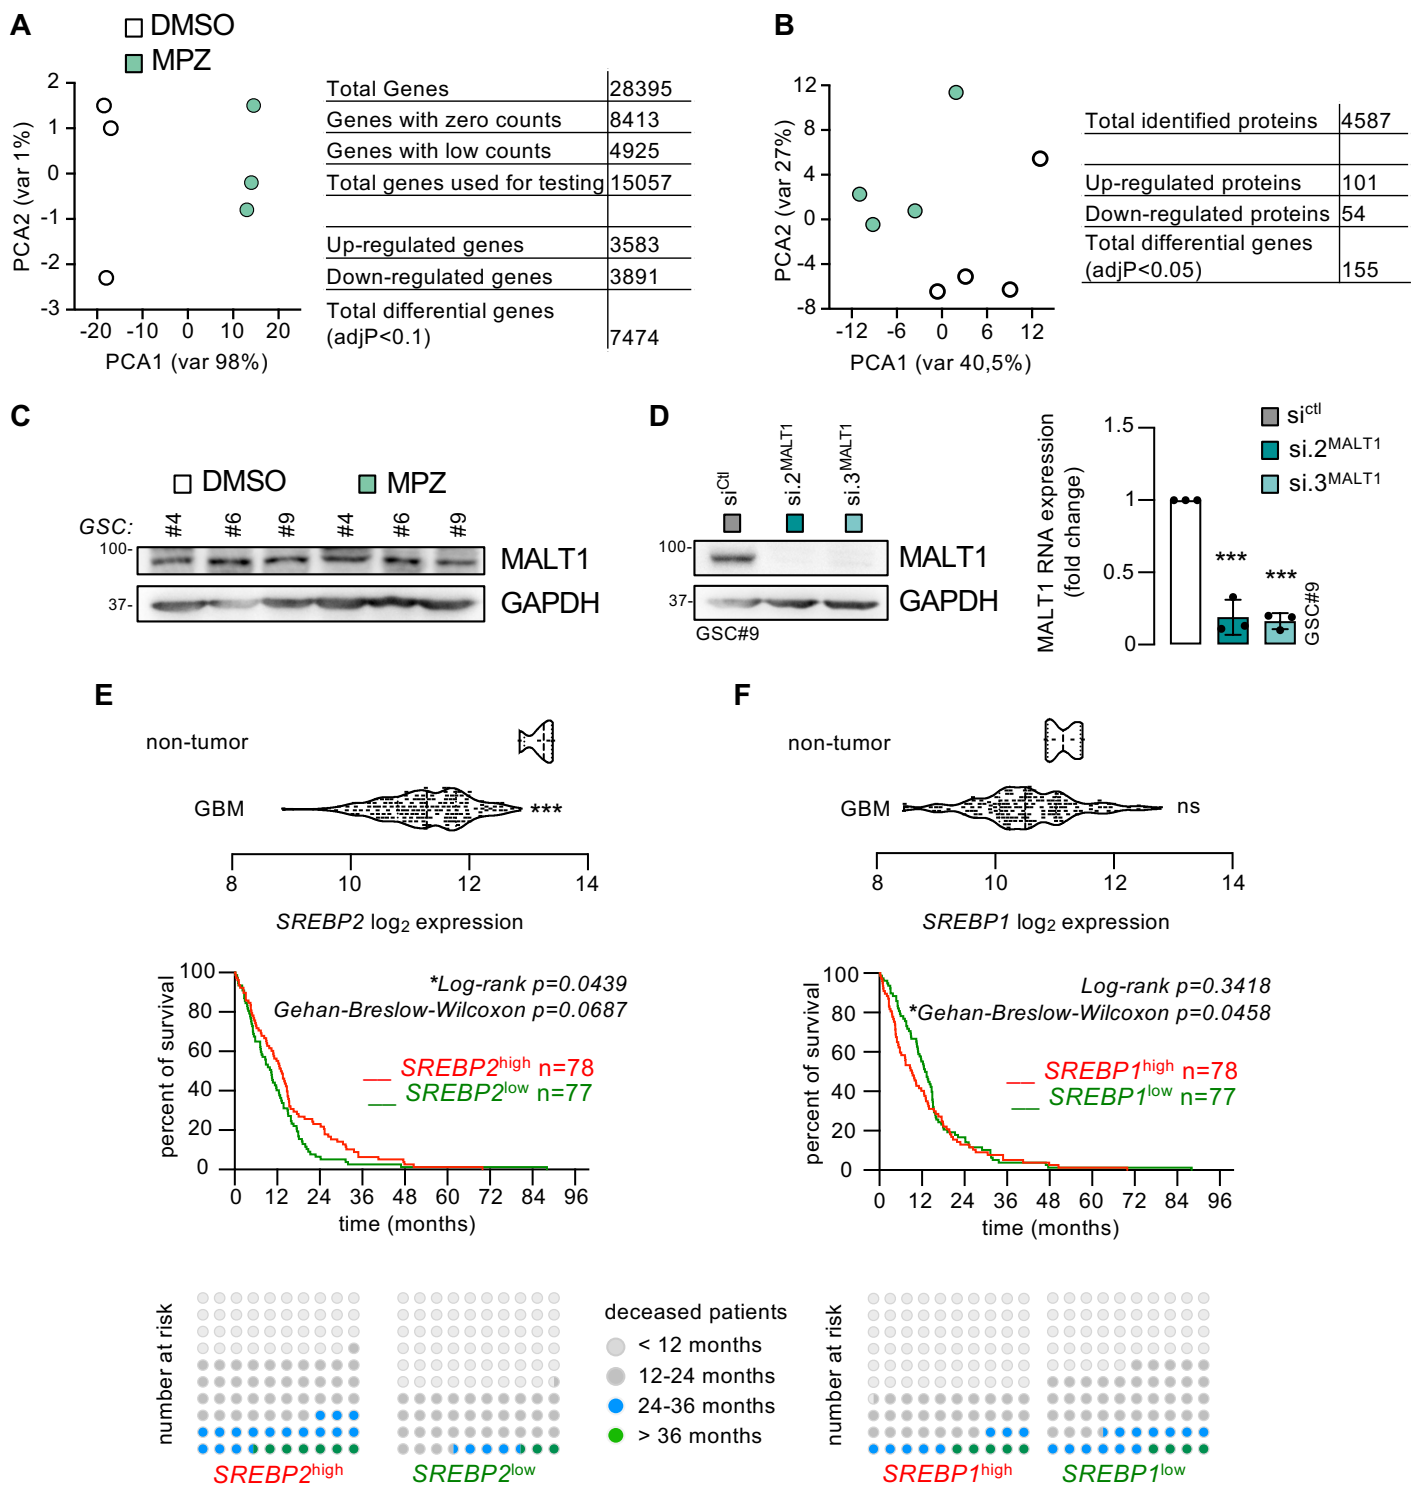 A
DMSO
MPZ
PCA2 (var 1%)
2
1
0
-1
-2
-3
-20 -10 0 10 20
PCA1 (var 98%)
Total Genes 28395
Genes with zero counts 8413
Genes with low counts 4925
Total genes used for testing 15057
Up-regulated genes 3583
Down-regulated genes 3891
Total differential genes
(adjP<0.1) 7474
B
PCA2 (var 27%)
12
8
4
0
-4
-8
-12 -6 0 6 12
PCA1 (var 40,5%)
Total identified proteins 4587
Up-regulated proteins 101
Down-regulated proteins 54
Total differential genes
(adjP<0.05) 155
C
DMSO MPZ
GSC: #4 #6 #9 #4 #6 #9
100- MALT1
37- GAPDH
D
siCtl si.2MALT1 si.3MALT1
100- MALT1
37- GAPDH
GSC#9
MALT1 RNA expression
(fold change)
1.5
1
0.5
0
***
***
GSC#9
sictl
si.2MALT1
si.3MALT1
E
non-tumor
GBM ***
8 10 12 14
SREBP2 log2 expression
percent of survival
100
80
60
40
20
0
*Log-rank p=0.0439
Gehan-Breslow-Wilcoxon p=0.0687
SREBP2high n=78
SREBP2low n=77
0 12 24 36 48 60 72 84 96
time (months)
number at risk
SREBP2high SREBP2low
deceased patients
< 12 months
12-24 months
24-36 months
> 36 months
F
non-tumor
GBM ns
8 10 12 14
SREBP1 log2 expression
percent of survival
100
80
60
40
20
0
Log-rank p=0.3418
*Gehan-Breslow-Wilcoxon p=0.0458
SREBP1high n=78
SREBP1low n=77
0 12 24 36 48 60 72 84 96
time (months)
number at risk
SREBP1high SREBP1low